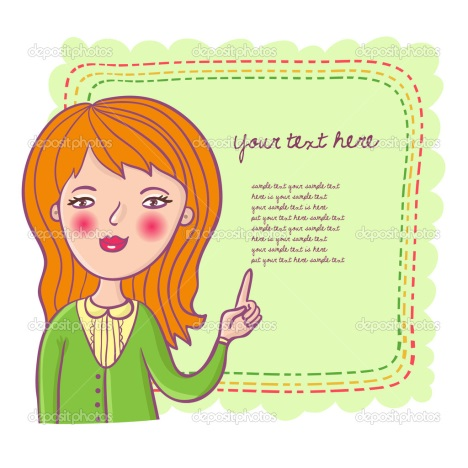 Your text here
sample text your sample text
here is your sample text
your sample text is here
put your text here sample
sample text your sample text
here is your sample text
your sample text is here
put your text here sample text
depositphotos